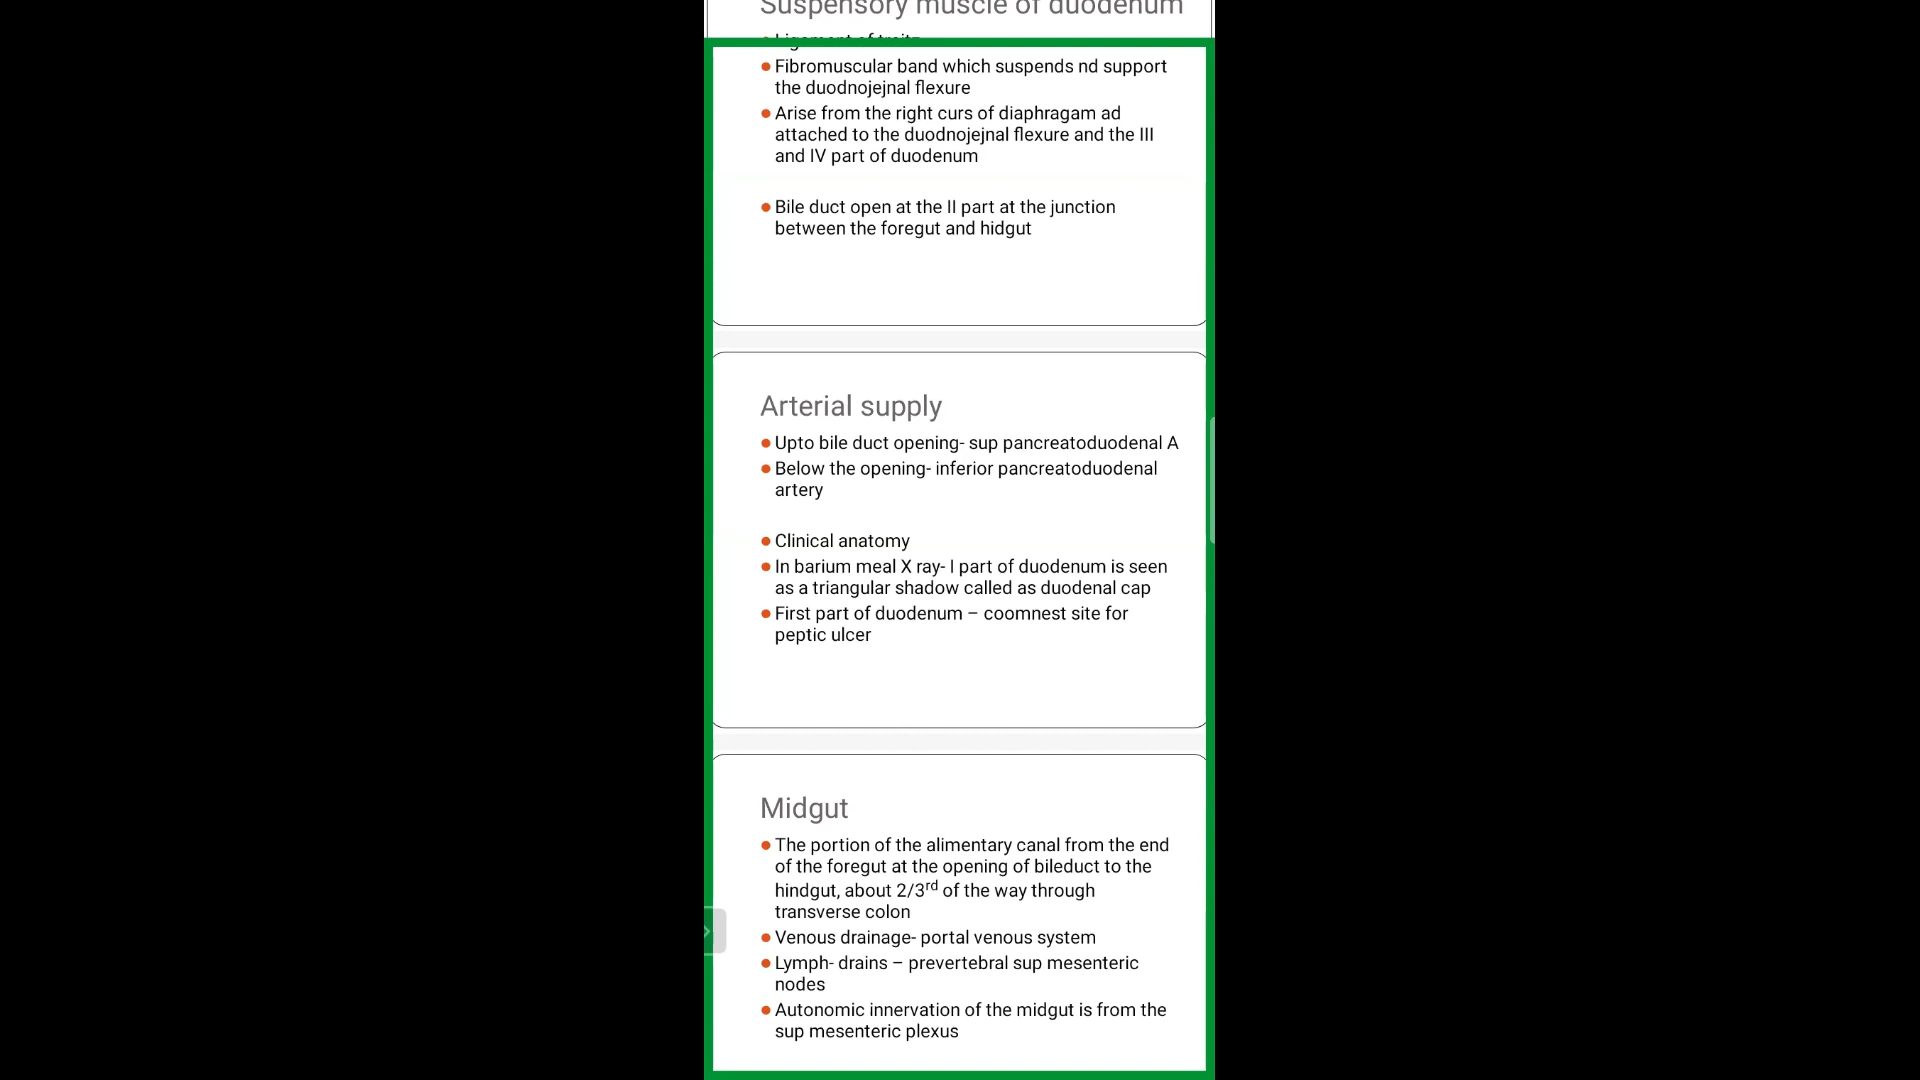 Suspensory muscle of duodenum
Ligament of treitz
Fibromuscular band which suspends nd support
the duodnojejnal flexure
Arise from the right curs of diaphragam ad
attached to the duodnojejnal flexure and the III
and IV part of duodenum
Bile duct open at the II part at the junction
between the foregut and hidgut
Arterial supply
Upto bile duct opening- sup pancreatoduodenal A
Below the opening- inferior pancreatoduodenal
artery
Clinical anatomy
In barium meal X ray- I part of duodenum is seen
as a triangular shadow called as duodenal cap
First part of duodenum – coomnest site for
peptic ulcer
Midgut
The portion of the alimentary canal from the end
of the foregut at the opening of bileduct to the
hindgut, about 2/3rd of the way through
transverse colon
Venous drainage- portal venous system
Lymph- drains – prevertebral sup mesenteric
nodes
Autonomic innervation of the midgut is from the
sup mesenteric plexus